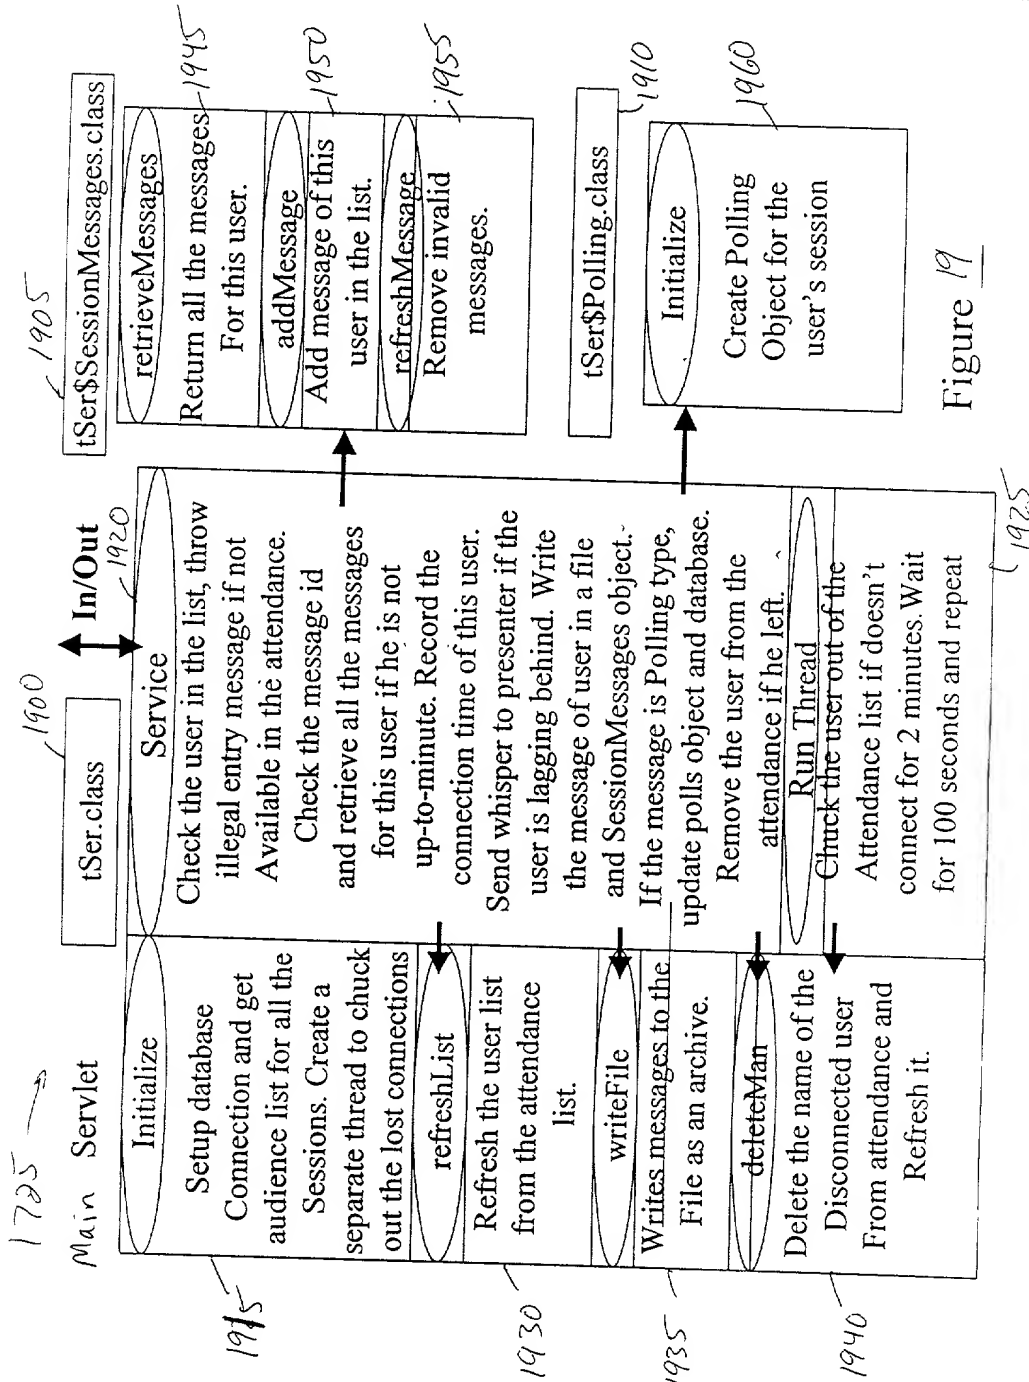 1725
Main Servlet
tSer.class
1900
In/Out
1920
1905
tSer$SessionMessages.class
Initialize
Setup database
Connection and get
audience list for all the
Sessions. Create a
separate thread to chuck
out the lost connections
1915
refreshList
Refresh the user list
from the attendance
list.
1930
writeFile
Writes messages to the
File as an archive.
1935
deleteMan
Delete the name of the
Disconnected user
From attendance and
Refresh it.
1940
Service
Check the user in the list, throw
illegal entry message if not
Available in the attendance.
Check the message id
and retrieve all the messages
for this user if he is not
up-to-minute. Record the
connection time of this user.
Send whisper to presenter if the
user is lagging behind. Write
the message of user in a file
and SessionMessages object.
If the message is Polling type,
update polls object and database.
Remove the user from the
attendance if he left.
Run Thread
Chuck the user out of the
Attendance list if doesn't
connect for 2 minutes. Wait
for 100 seconds and repeat
1925
retrieveMessages
Return all the messages
For this user.
1945
addMessage
Add message of this
user in the list.
1950
refreshMessage
Remove invalid
messages.
1955
tSer$Polling.class
1910
Initialize
Create Polling
Object for the
user's session
1960
Figure 19